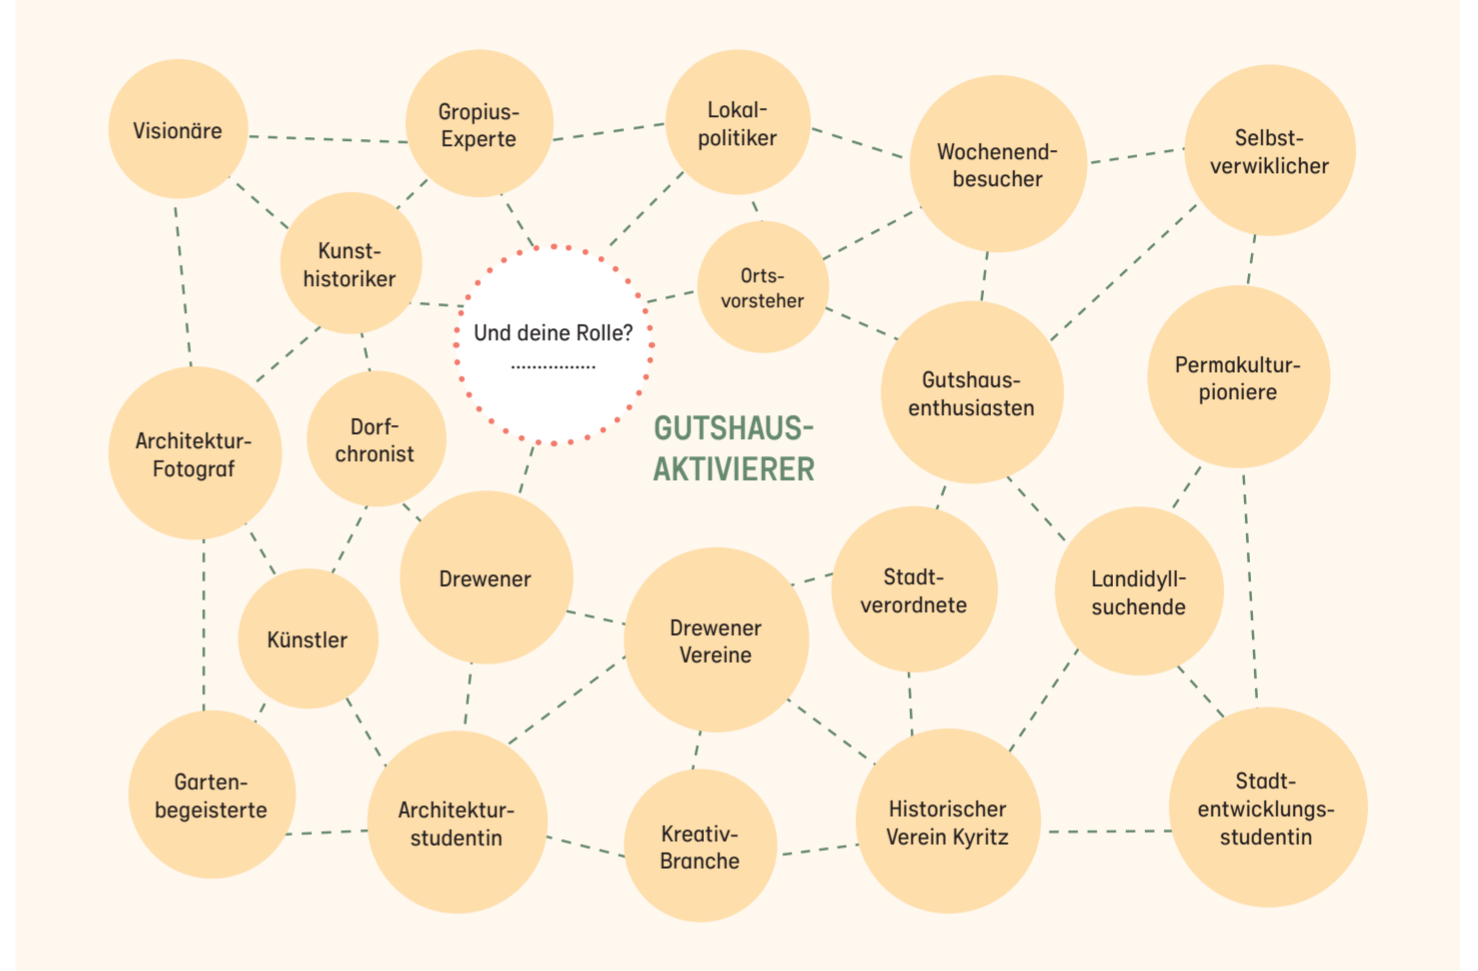 Visionäre
Gropius-
Experte
Lokal-
politiker
Wochenend-
besucher
Selbst-
verwiklicher
Kunst-
historiker
Orts-
vorsteher
Und deine Rolle?
................
Gutshaus-
enthusiasten
Permakultur-
pioniere
Architektur-
Fotograf
Dorf-
chronist
GUTSHAUS-
AKTIVIERER
Drewener
Stadt-
verordnete
Landidyll-
suchende
Künstler
Drewener
Vereine
Garten-
begeisterte
Architektur-
studentin
Kreativ-
Branche
Historischer
Verein Kyritz
Stadt-
entwicklungs-
studentin